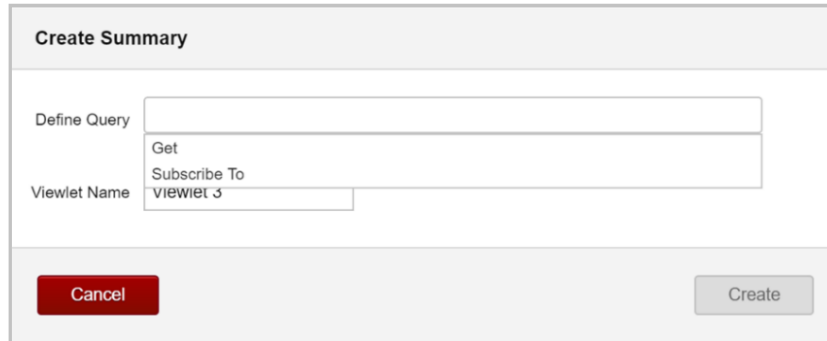 Create Summary
Define Query
Get
Subscribe To
Viewlet Name Viewlet 3
Cancel
Create